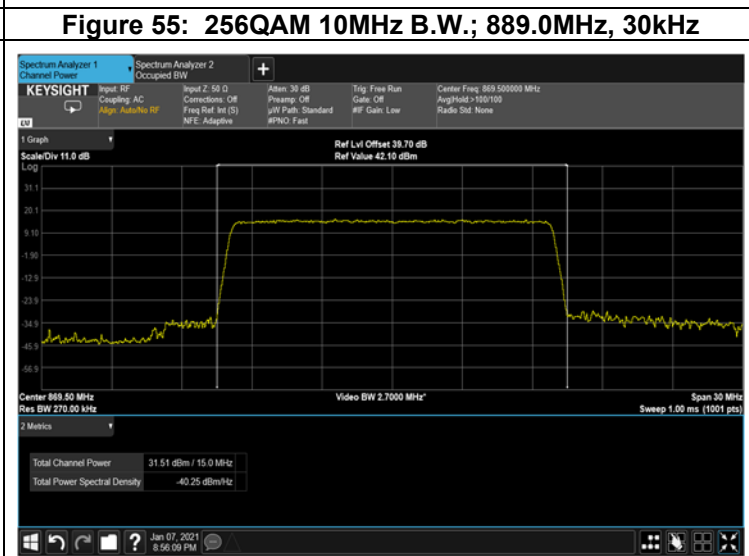 Figure 55: 256QAM 10MHz B.W.; 889.0MHz, 30kHz
Spectrum Analyzer 1
Channel Power
Spectrum Analyzer 2
Occupied BW
+
KEYSIGHT
Input: RF
Coupling: AC
Align: Auto/No RF
Input Z: 50 Ω
Corrections: Off
Freq Ref: Int (S)
NFE: Adaptive
Atten: 30 dB
Preamp: Off
µW Path: Standard
#PNO: Fast
Trig: Free Run
Gate: Off
#IF Gain: Low
Center Freq: 869.500000 MHz
Avg|Hold:>100/100
Radio Std: None
1 Graph
Scale/Div 11.0 dB
Ref Lvl Offset 39.70 dB
Ref Value 42.10 dBm
Log
31.1
20.1
9.10
-1.90
-12.9
-23.9
-34.9
-45.9
-56.9
Center 869.50 MHz
Res BW 270.00 kHz
Video BW 2.7000 MHz*
Span 30 MHz
Sweep 1.00 ms (1001 pts)
2 Metrics
Total Channel Power 31.51 dBm / 15.0 MHz
Total Power Spectral Density -40.25 dBm/Hz
?
Jan 07, 2021
8:56:09 PM